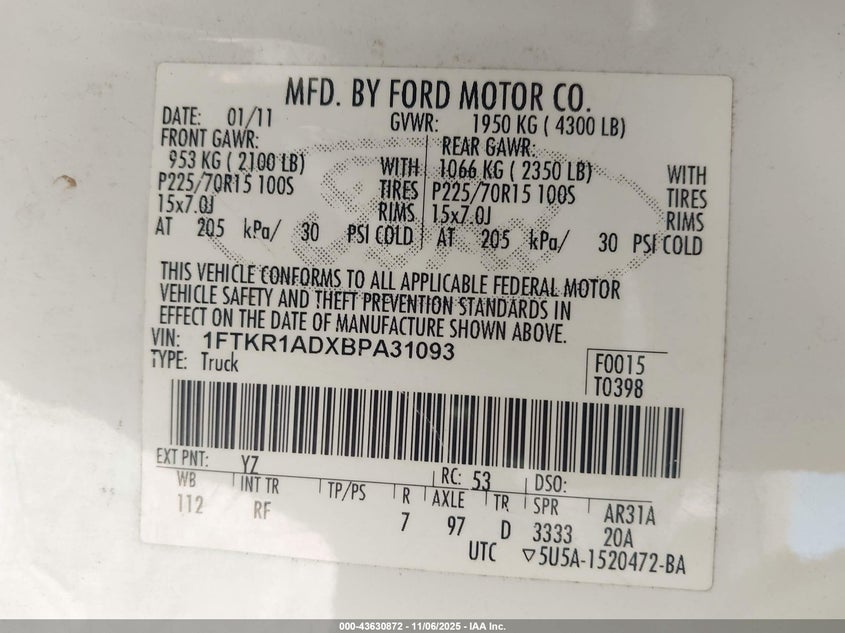 MFD. BY FORD MOTOR CO.
DATE: 01/11
GVWR: 1950 KG ( 4300 LB)
FRONT GAWR:
953 KG ( 2100 LB) WITH
P225/70R15 100S TIRES
15x7.0J RIMS
AT 205 kPa/ 30 PSI COLD
REAR GAWR:
1066 KG ( 2350 LB) WITH
P225/70R15 100S TIRES
15x7.0J RIMS
AT 205 kPa/ 30 PSI COLD
THIS VEHICLE CONFORMS TO ALL APPLICABLE FEDERAL MOTOR
VEHICLE SAFETY AND THEFT PREVENTION STANDARDS IN
EFFECT ON THE DATE OF MANUFACTURE SHOWN ABOVE.
VIN: 1FTKR1ADXBPA31093
TYPE: Truck
F0015
T0398
EXT PNT: YZ RC: 53 DSO:
WB INT TR TP/PS R AXLE TR SPR AR31A
112 RF 7 97 D 3333 20A
UTC ▽5U5A-1520472-BA
000-43630872 - 11/06/2025 - IAA Inc.